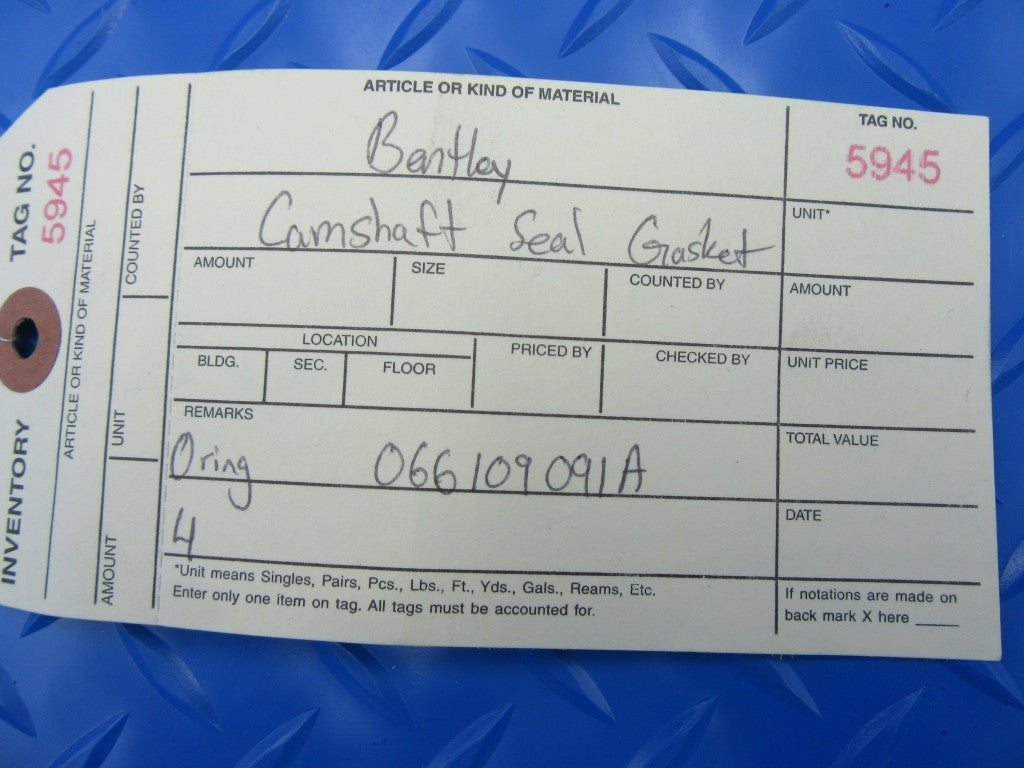 INVENTORY TAG NO.
5945
ARTICLE OR KIND OF MATERIAL
AMOUNT UNIT COUNTED BY
ARTICLE OR KIND OF MATERIAL
Bentley
Camshaft Seal Gasket
TAG NO.
5945
UNIT*
AMOUNT SIZE COUNTED BY AMOUNT
LOCATION
BLDG. SEC. FLOOR PRICED BY CHECKED BY UNIT PRICE
REMARKS
Oring 066109091A
4
TOTAL VALUE
DATE
*Unit means Singles, Pairs, Pcs., Lbs., Ft., Yds., Gals., Reams, Etc.
Enter only one item on tag. All tags must be accounted for.
If notations are made on
back mark X here _____